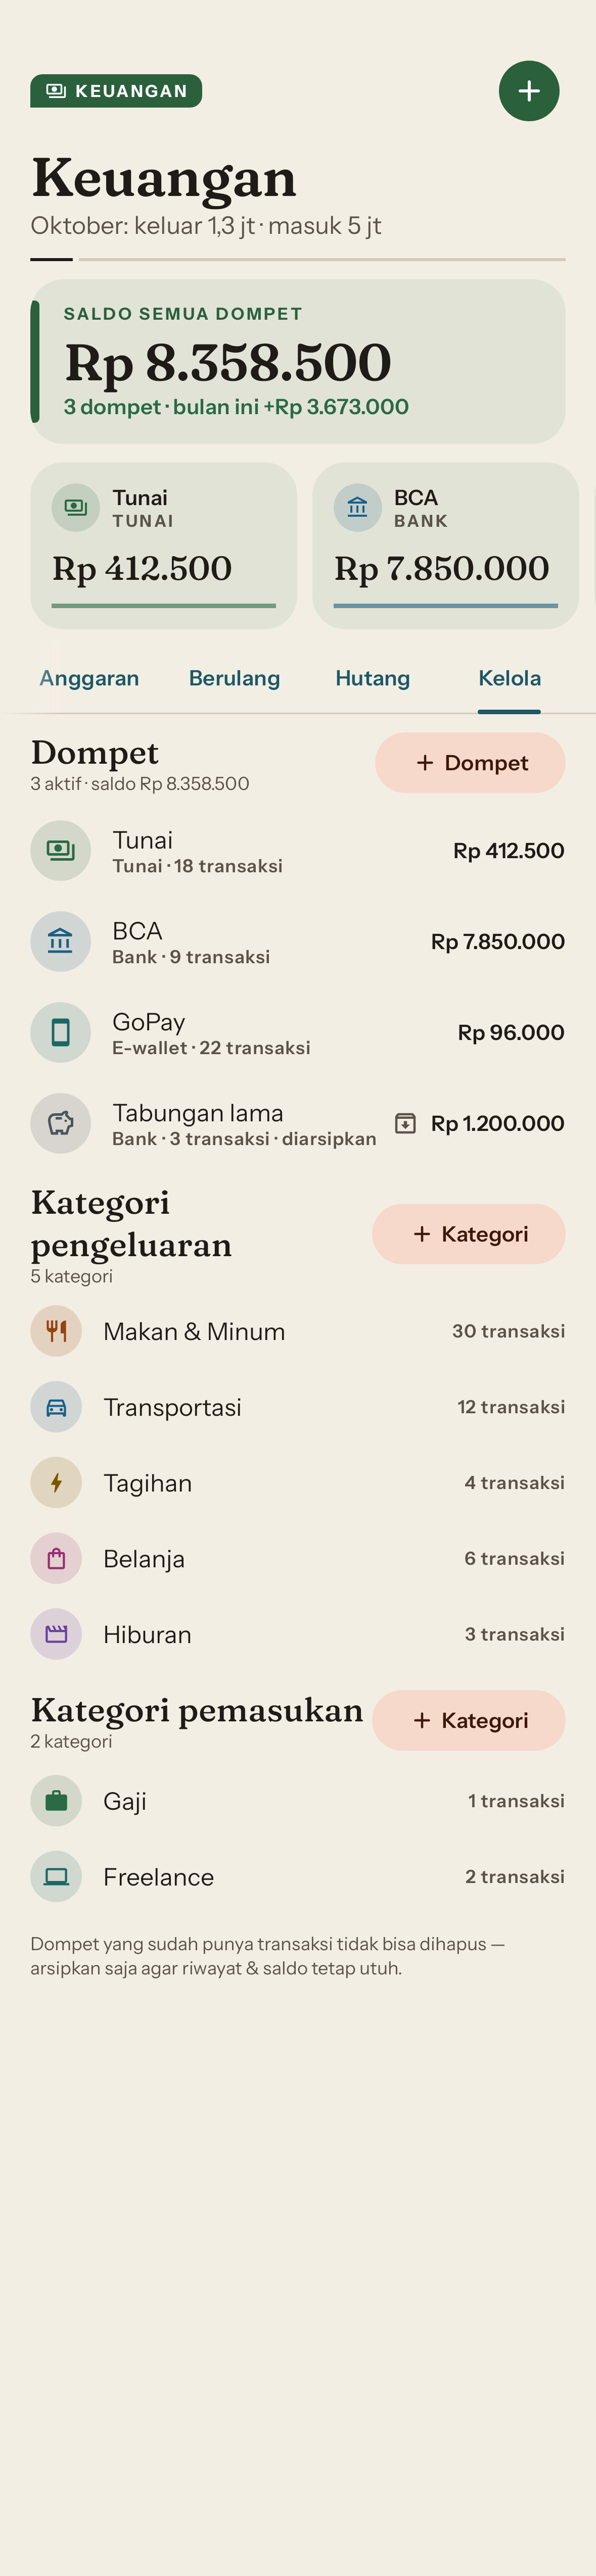 KEUANGAN
Keuangan
Oktober: keluar 1,3 jt · masuk 5 jt
SALDO SEMUA DOMPET
Rp 8.358.500
3 dompet · bulan ini +Rp 3.673.000
Tunai
TUNAI
Rp 412.500
BCA
BANK
Rp 7.850.000
Anggaran Berulang Hutang Kelola
Dompet
3 aktif · saldo Rp 8.358.500
+ Dompet
Tunai
Tunai · 18 transaksi
Rp 412.500
BCA
Bank · 9 transaksi
Rp 7.850.000
GoPay
E-wallet · 22 transaksi
Rp 96.000
Tabungan lama
Bank · 3 transaksi · diarsipkan
Rp 1.200.000
Kategori
pengeluaran
5 kategori
+ Kategori
Makan & Minum 30 transaksi
Transportasi 12 transaksi
Tagihan 4 transaksi
Belanja 6 transaksi
Hiburan 3 transaksi
Kategori pemasukan
2 kategori
+ Kategori
Gaji 1 transaksi
Freelance 2 transaksi
Dompet yang sudah punya transaksi tidak bisa dihapus —
arsipkan saja agar riwayat & saldo tetap utuh.